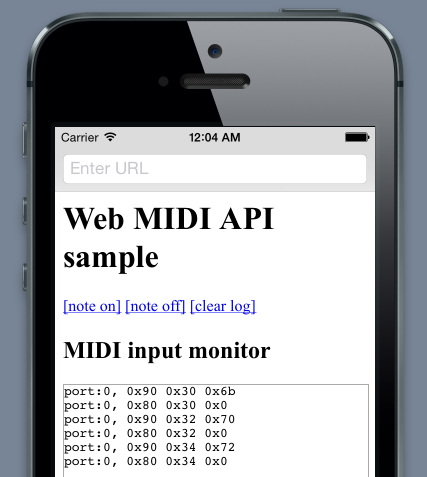 Carrier 12:04 AM
Enter URL
Web MIDI API
sample
[note on] [note off] [clear log]
MIDI input monitor
port:0, 0x90 0x30 0x6b
port:0, 0x80 0x30 0x0
port:0, 0x90 0x32 0x70
port:0, 0x80 0x32 0x0
port:0, 0x90 0x34 0x72
port:0, 0x80 0x34 0x0